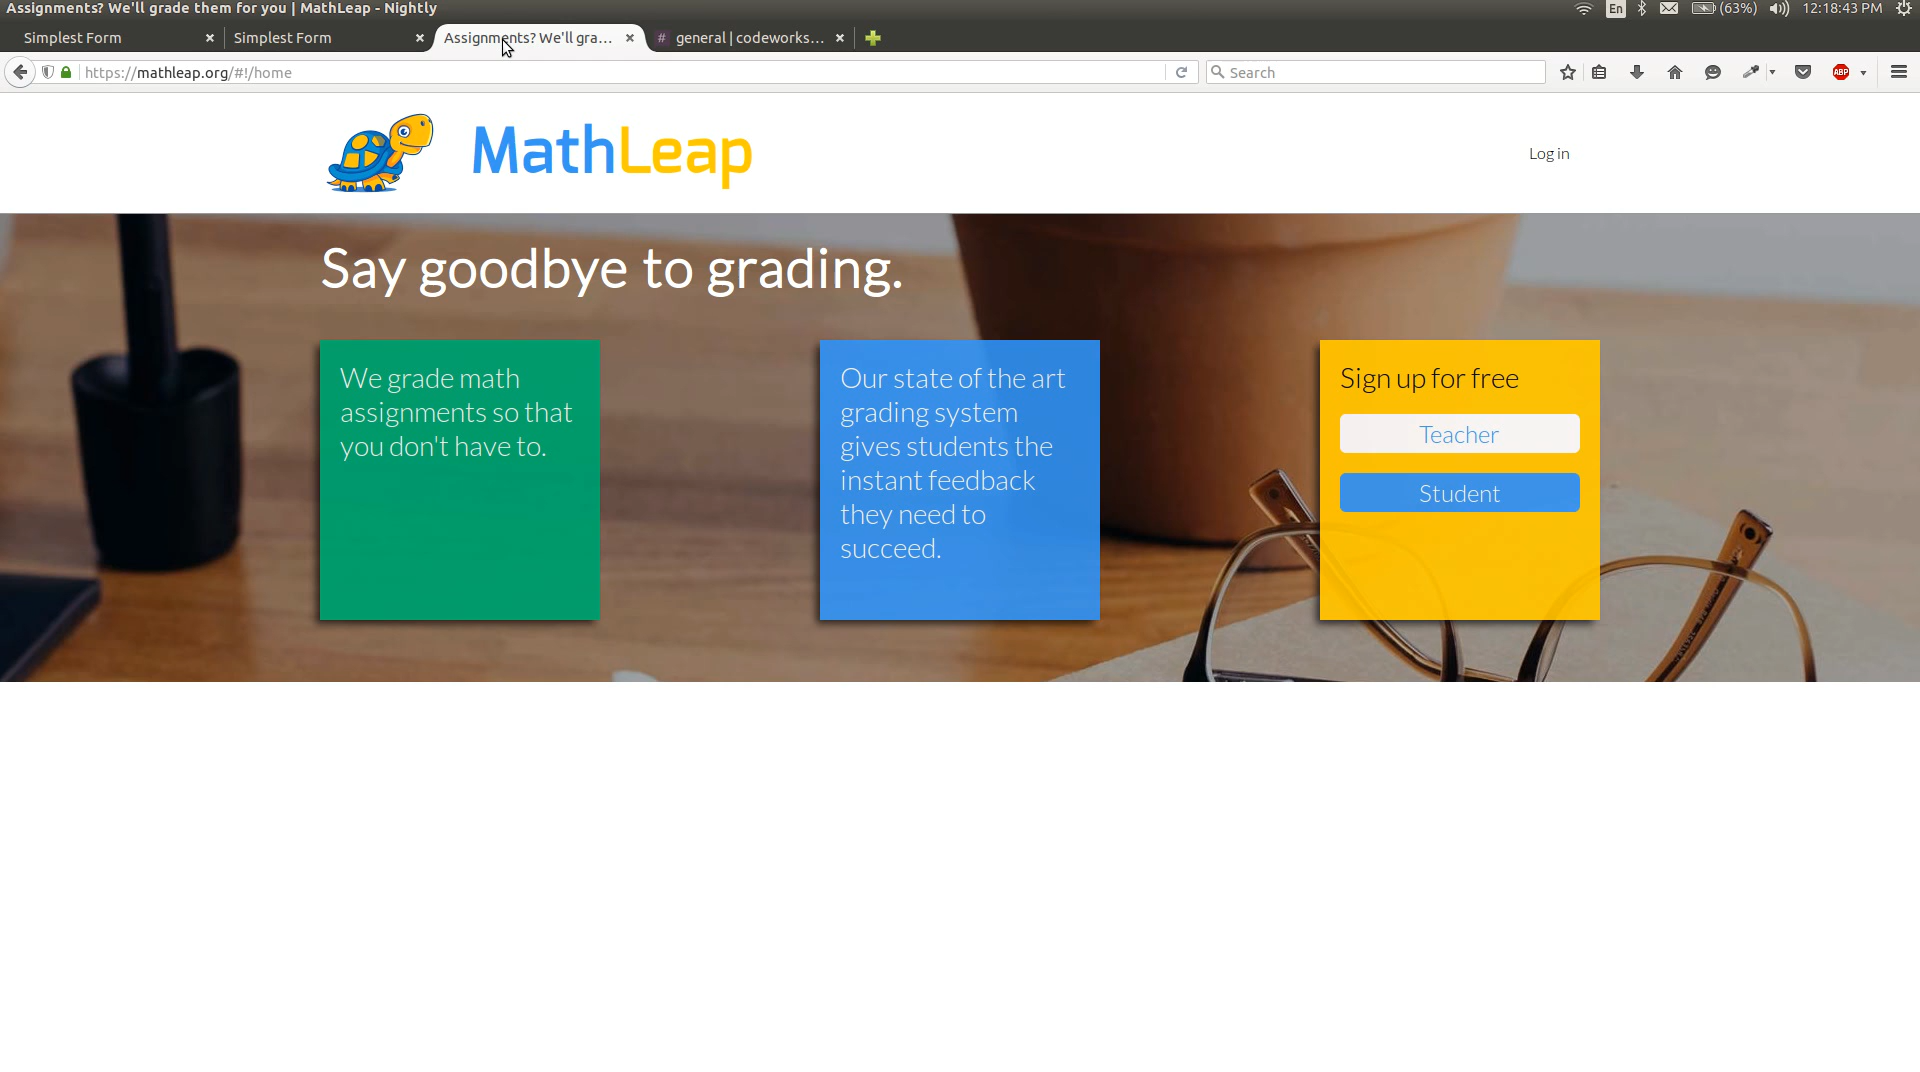 Assignments? We'll grade them for you | MathLeap - Nightly
En
(63%)
12:18:43 PM
Simplest Form
Simplest Form
Assignments? We'll gra...
# general | codeworks...
https://mathleap.org/#!/home
Search
ABP
MathLeap
Log in
Say goodbye to grading.
We grade math
assignments so that
you don't have to.
Our state of the art
grading system
gives students the
instant feedback
they need to
succeed.
Sign up for free
Teacher
Student